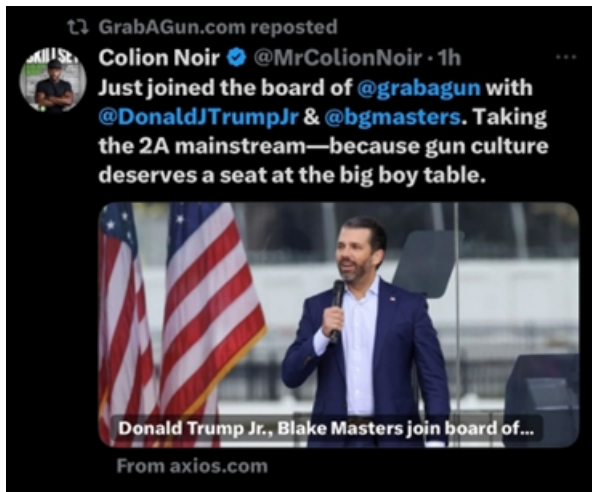 GrabAGun.com reposted
Colion Noir @MrColionNoir · 1h
Just joined the board of @grabagun with
@DonaldJTrumpJr & @bgmasters. Taking
the 2A mainstream—because gun culture
deserves a seat at the big boy table.
Donald Trump Jr., Blake Masters join board of...
From axios.com